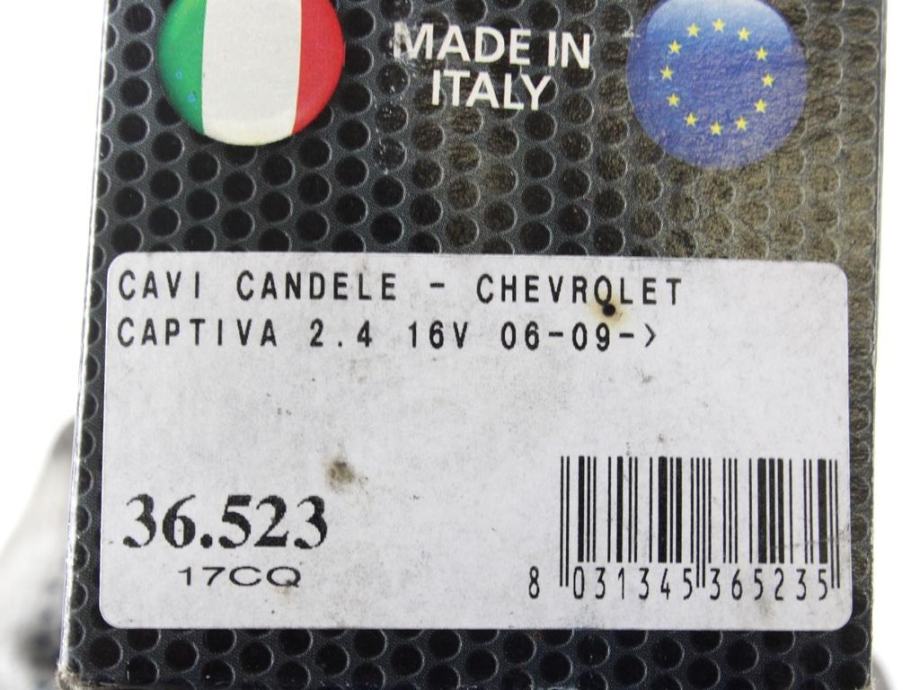 MADE IN
ITALY
CAVI CANDELE - CHEVROLET
CAPTIVA 2.4 16V 06-09->
36.523
17CQ
8 031345 365235